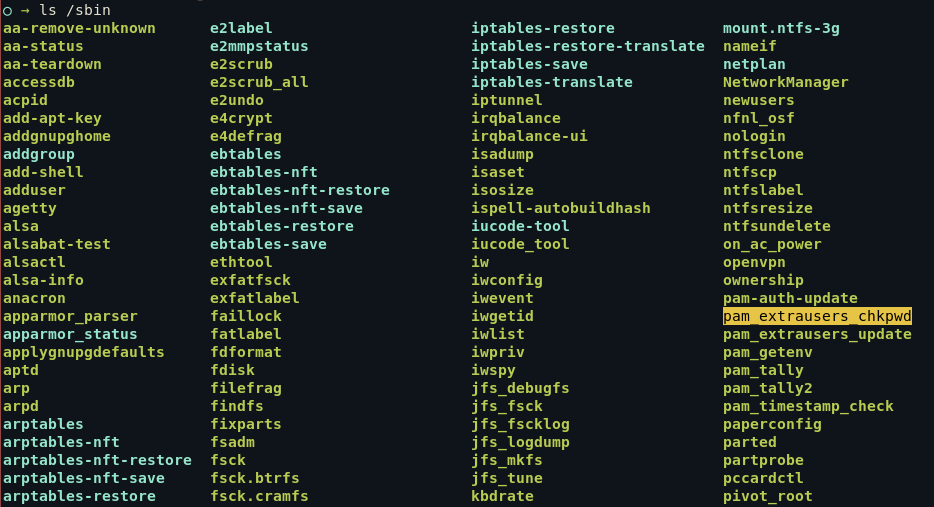 ○ → ls /sbin
aa-remove-unknown e2label iptables-restore mount.ntfs-3g
aa-status e2mmpstatus iptables-restore-translate nameif
aa-teardown e2scrub iptables-save netplan
accessdb e2scrub_all iptables-translate NetworkManager
acpid e2undo iptunnel newusers
add-apt-key e4crypt irqbalance nfnl_osf
addgnupghome e4defrag irqbalance-ui nologin
addgroup ebtables isadump ntfsclone
add-shell ebtables-nft isaset ntfscp
adduser ebtables-nft-restore isosize ntfslabel
agetty ebtables-nft-save ispell-autobuildhash ntfsresize
alsa ebtables-restore iucode-tool ntfsundelete
alsabat-test ebtables-save iucode_tool on_ac_power
alsactl ethtool iw openvpn
alsa-info exfatfsck iwconfig ownership
anacron exfatlabel iwevent pam-auth-update
apparmor_parser faillock iwgetid pam_extrausers_chkpwd
apparmor_status fatlabel iwlist pam_extrausers_update
applygnupgdefaults fdformat iwpriv pam_getenv
aptd fdisk iwspy pam_tally
arp filefrag jfs_debugfs pam_tally2
arpd findfs jfs_fsck pam_timestamp_check
arptables fixparts jfs_fscklog paperconfig
arptables-nft fsadm jfs_logdump parted
arptables-nft-restore fsck jfs_mkfs partprobe
arptables-nft-save fsck.btrfs jfs_tune pccardctl
arptables-restore fsck.cramfs kbdrate pivot_root